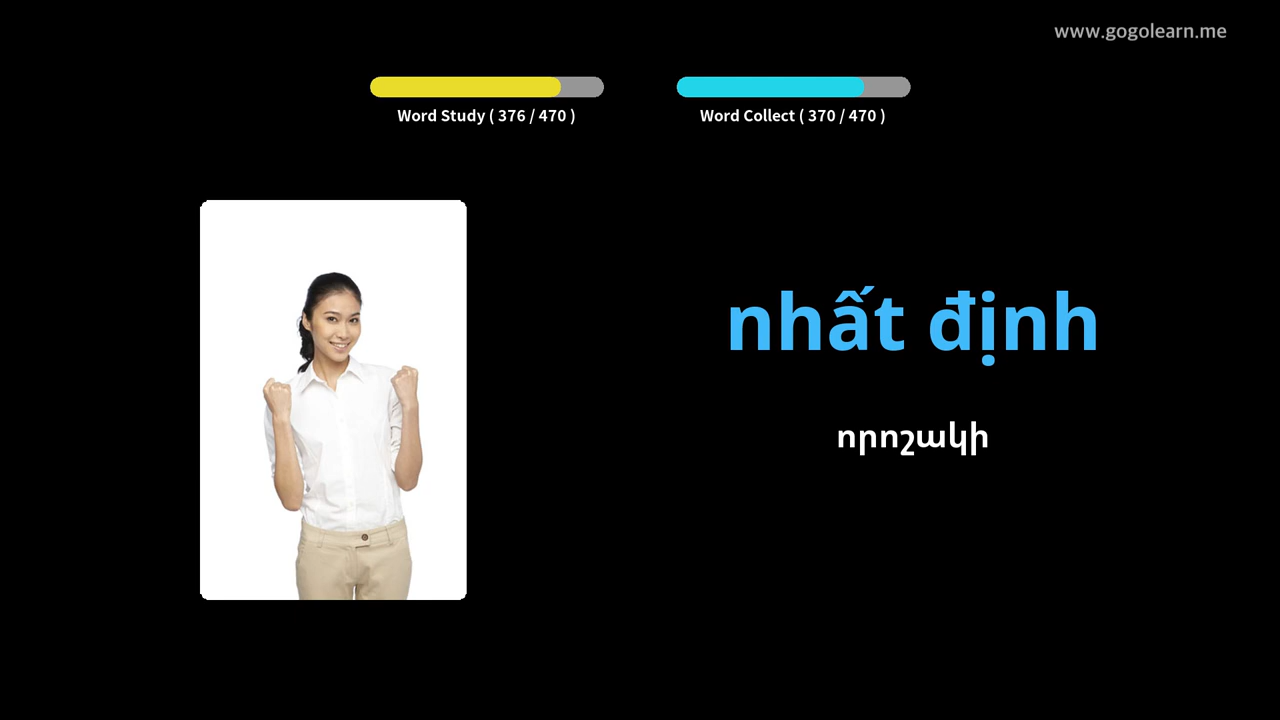 www.gogolearn.me
Word Study ( 376 / 470 )
Word Collect ( 370 / 470 )
nhất định
որոշակի